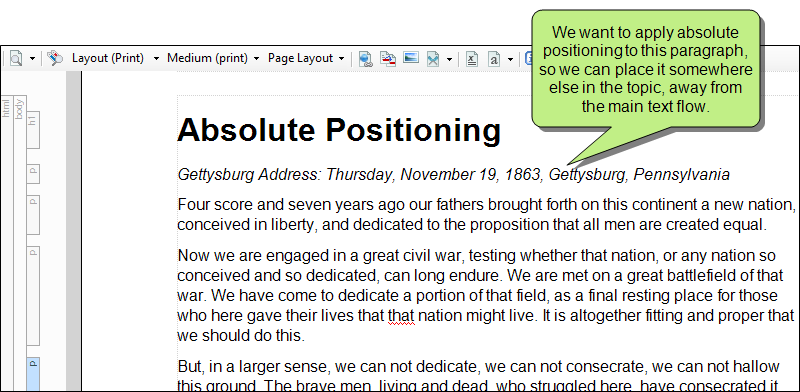 We want to apply absolute
positioning to this paragraph,
so we can place it somewhere
else in the topic, away from
the main text flow.
Layout (Print) Medium (print) Page Layout
html
body
h1
p
p
p
p
Absolute Positioning
Gettysburg Address: Thursday, November 19, 1863, Gettysburg, Pennsylvania
Four score and seven years ago our fathers brought forth on this continent a new nation,
conceived in liberty, and dedicated to the proposition that all men are created equal.
Now we are engaged in a great civil war, testing whether that nation, or any nation so
conceived and so dedicated, can long endure. We are met on a great battlefield of that
war. We have come to dedicate a portion of that field, as a final resting place for those
who here gave their lives that that nation might live. It is altogether fitting and proper that
we should do this.
But, in a larger sense, we can not dedicate, we can not consecrate, we can not hallow
this ground. The brave men, living and dead, who struggled here, have consecrated it